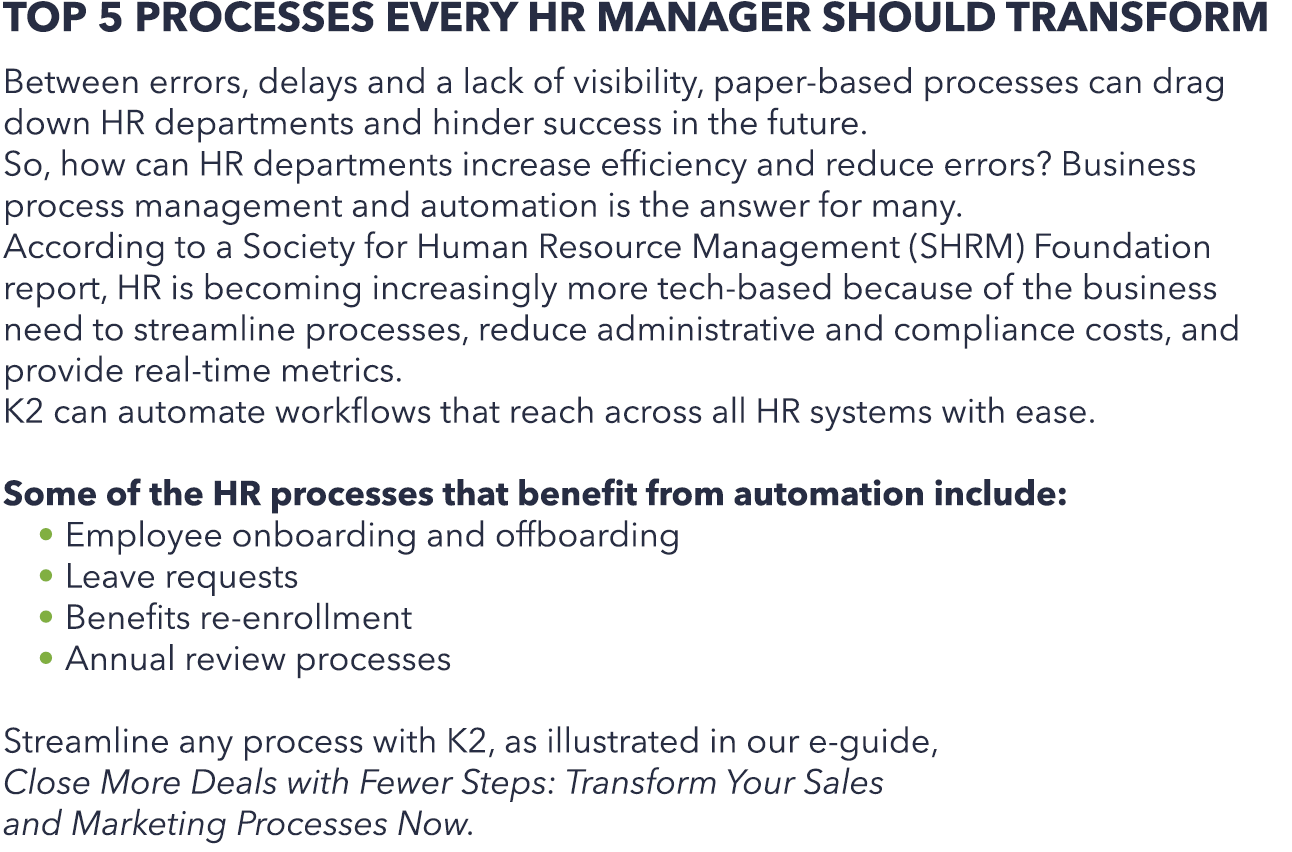 TOP 5 PROCESSES EVERY HR MANAGER SHOULD TRANSFORM
Between errors, delays and a lack of visibility, paper-based processes can drag
down HR departments and hinder success in the future.
So, how can HR departments increase efficiency and reduce errors? Business
process management and automation is the answer for many.
According to a Society for Human Resource Management (SHRM) Foundation
report, HR is becoming increasingly more tech-based because of the business
need to streamline processes, reduce administrative and compliance costs, and
provide real-time metrics.
K2 can automate workflows that reach across all HR systems with ease.
Some of the HR processes that benefit from automation include:
• Employee onboarding and offboarding
• Leave requests
• Benefits re-enrollment
• Annual review processes
Streamline any process with K2, as illustrated in our e-guide,
Close More Deals with Fewer Steps: Transform Your Sales
and Marketing Processes Now.